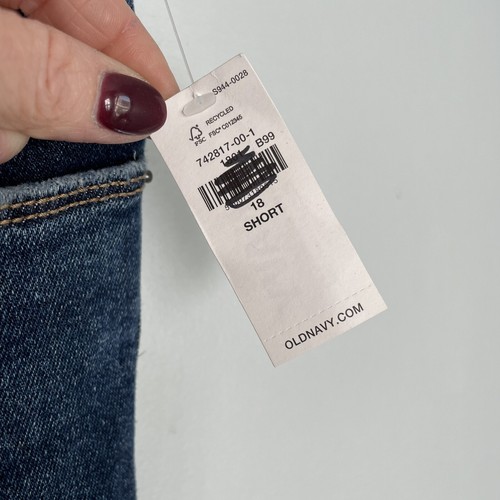 S944-0028
RECYCLED
FSC FSC® C012345
742817-00-1
B99
18
SHORT
OLDNAVY.COM